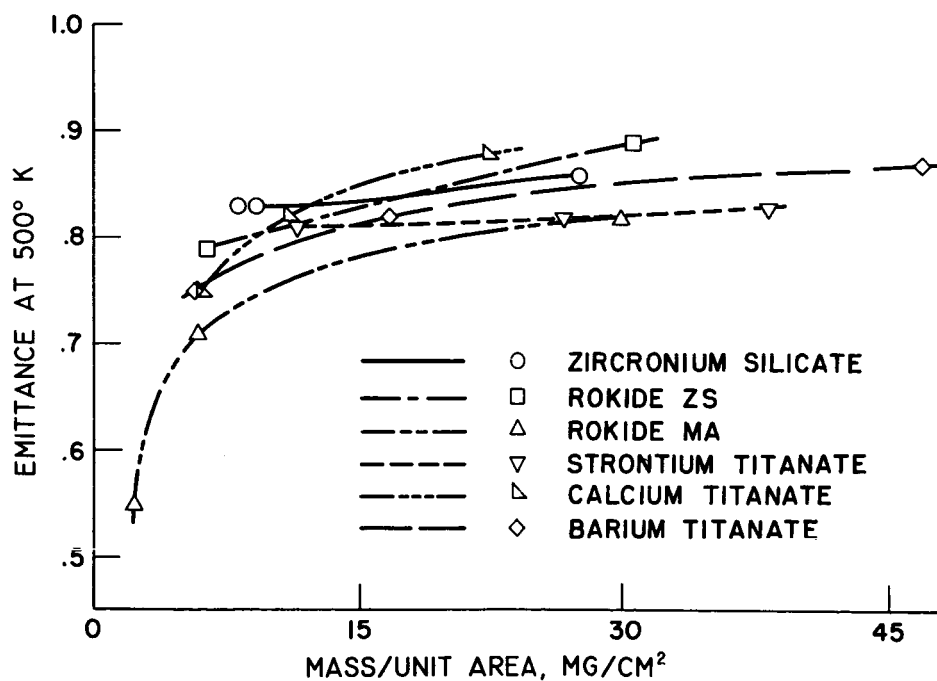 1.0
.9
.8
.7
.6
.5
EMITTANCE AT 500° K
ZIRCRONIUM SILICATE
ROKIDE ZS
ROKIDE MA
STRONTIUM TITANATE
CALCIUM TITANATE
BARIUM TITANATE
0 15 30 45
MASS/UNIT AREA, MG/CM²